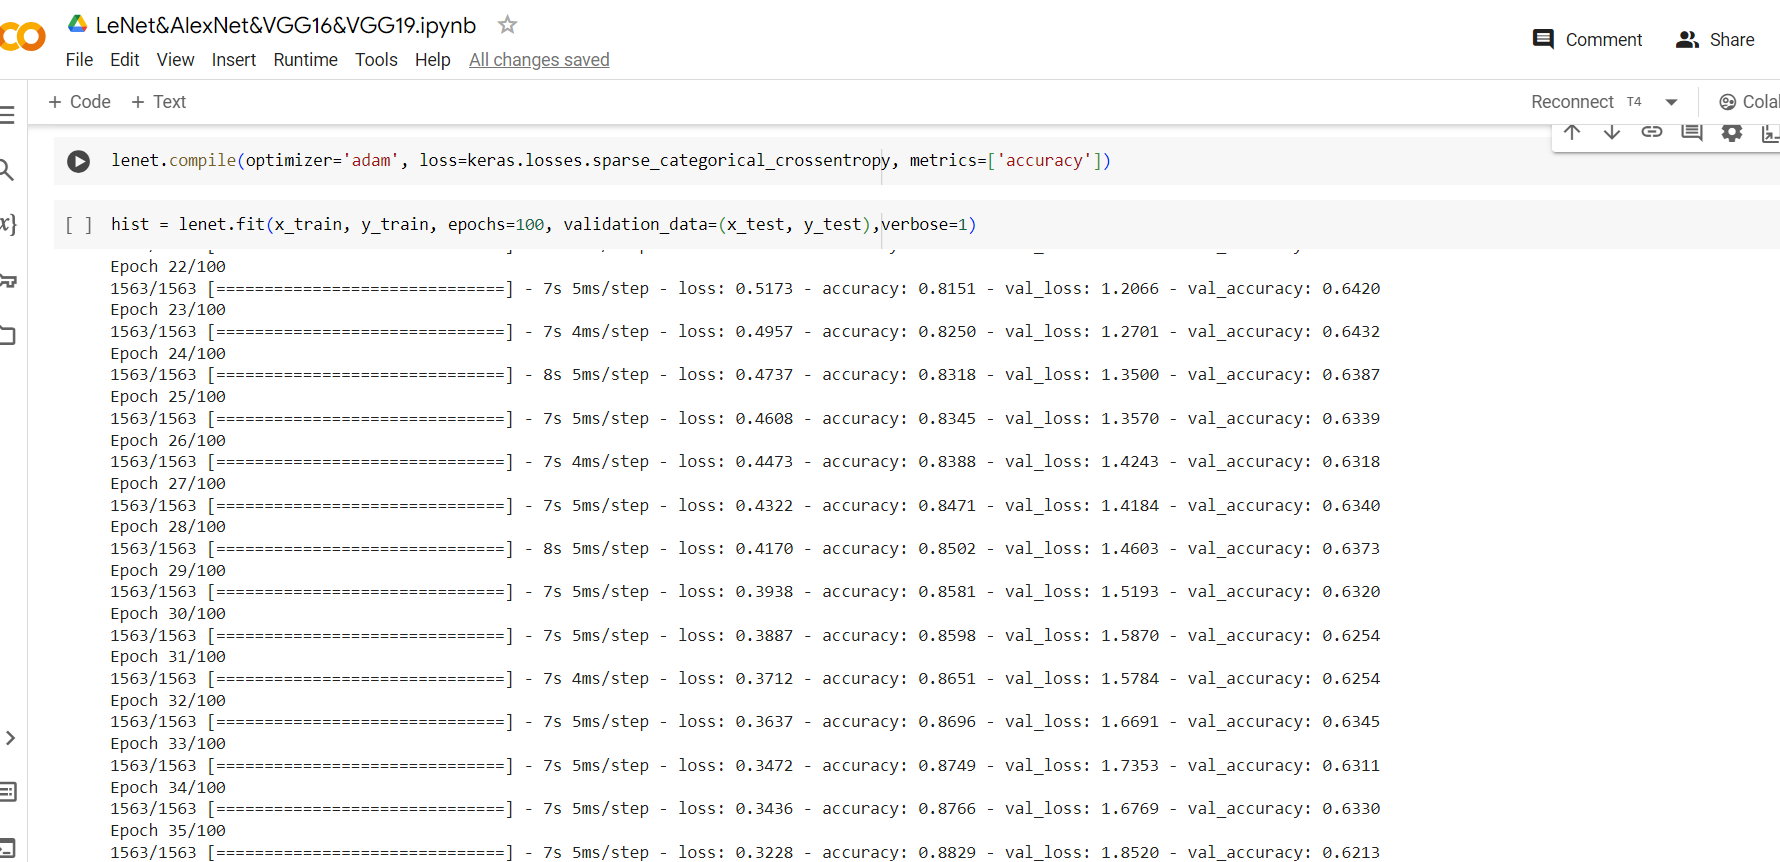 LeNet&AlexNet&VGG16&VGG19.ipynb
File Edit View Insert Runtime Tools Help All changes saved
Comment Share
+ Code + Text
Reconnect T4
lenet.compile(optimizer='adam', loss=keras.losses.sparse_categorical_crossentropy, metrics=['accuracy'])
[ ] hist = lenet.fit(x_train, y_train, epochs=100, validation_data=(x_test, y_test),verbose=1)
Epoch 22/100
1563/1563 [==============================] - 7s 5ms/step - loss: 0.5173 - accuracy: 0.8151 - val_loss: 1.2066 - val_accuracy: 0.6420
Epoch 23/100
1563/1563 [==============================] - 7s 4ms/step - loss: 0.4957 - accuracy: 0.8250 - val_loss: 1.2701 - val_accuracy: 0.6432
Epoch 24/100
1563/1563 [==============================] - 8s 5ms/step - loss: 0.4737 - accuracy: 0.8318 - val_loss: 1.3500 - val_accuracy: 0.6387
Epoch 25/100
1563/1563 [==============================] - 7s 5ms/step - loss: 0.4608 - accuracy: 0.8345 - val_loss: 1.3570 - val_accuracy: 0.6339
Epoch 26/100
1563/1563 [==============================] - 7s 4ms/step - loss: 0.4473 - accuracy: 0.8388 - val_loss: 1.4243 - val_accuracy: 0.6318
Epoch 27/100
1563/1563 [==============================] - 7s 5ms/step - loss: 0.4322 - accuracy: 0.8471 - val_loss: 1.4184 - val_accuracy: 0.6340
Epoch 28/100
1563/1563 [==============================] - 8s 5ms/step - loss: 0.4170 - accuracy: 0.8502 - val_loss: 1.4603 - val_accuracy: 0.6373
Epoch 29/100
1563/1563 [==============================] - 7s 5ms/step - loss: 0.3938 - accuracy: 0.8581 - val_loss: 1.5193 - val_accuracy: 0.6320
Epoch 30/100
1563/1563 [==============================] - 7s 5ms/step - loss: 0.3887 - accuracy: 0.8598 - val_loss: 1.5870 - val_accuracy: 0.6254
Epoch 31/100
1563/1563 [==============================] - 7s 4ms/step - loss: 0.3712 - accuracy: 0.8651 - val_loss: 1.5784 - val_accuracy: 0.6254
Epoch 32/100
1563/1563 [==============================] - 7s 5ms/step - loss: 0.3637 - accuracy: 0.8696 - val_loss: 1.6691 - val_accuracy: 0.6345
Epoch 33/100
1563/1563 [==============================] - 7s 5ms/step - loss: 0.3472 - accuracy: 0.8749 - val_loss: 1.7353 - val_accuracy: 0.6311
Epoch 34/100
1563/1563 [==============================] - 7s 5ms/step - loss: 0.3436 - accuracy: 0.8766 - val_loss: 1.6769 - val_accuracy: 0.6330
Epoch 35/100
1563/1563 [==============================] - 7s 5ms/step - loss: 0.3228 - accuracy: 0.8829 - val_loss: 1.8520 - val_accuracy: 0.6213